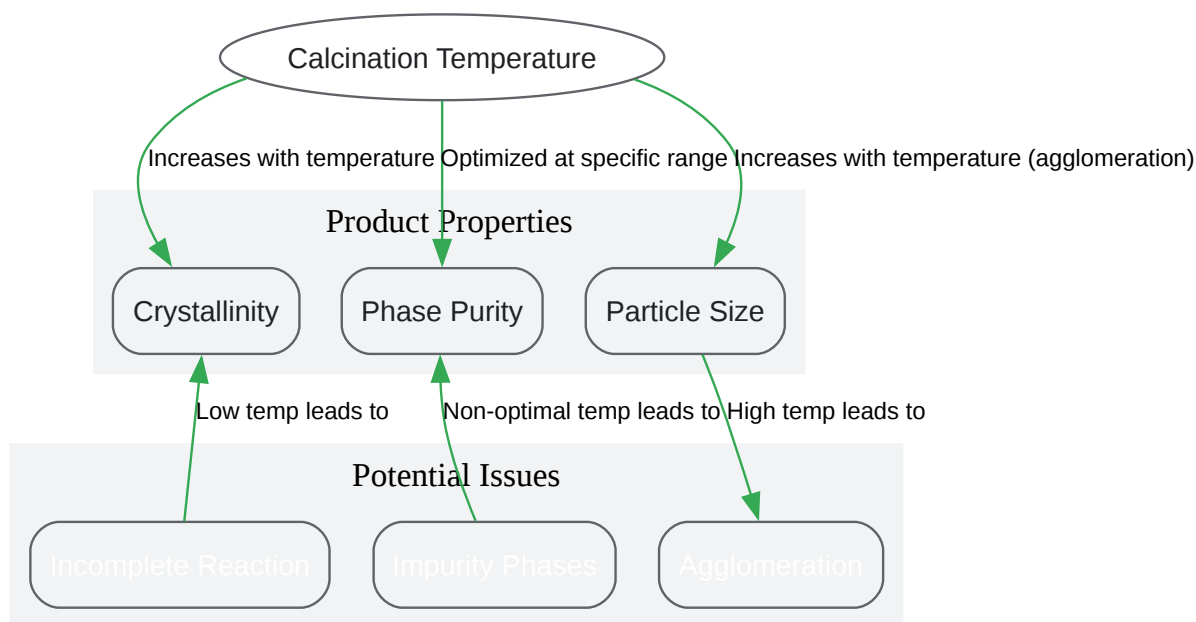 Calcination Temperature
Increases with temperature
Optimized at specific range
Increases with temperature (agglomeration)
Product Properties
Crystallinity
Phase Purity
Particle Size
Low temp leads to
Non-optimal temp leads to
High temp leads to
Potential Issues
Incomplete Reaction
Impurity Phases
Agglomeration